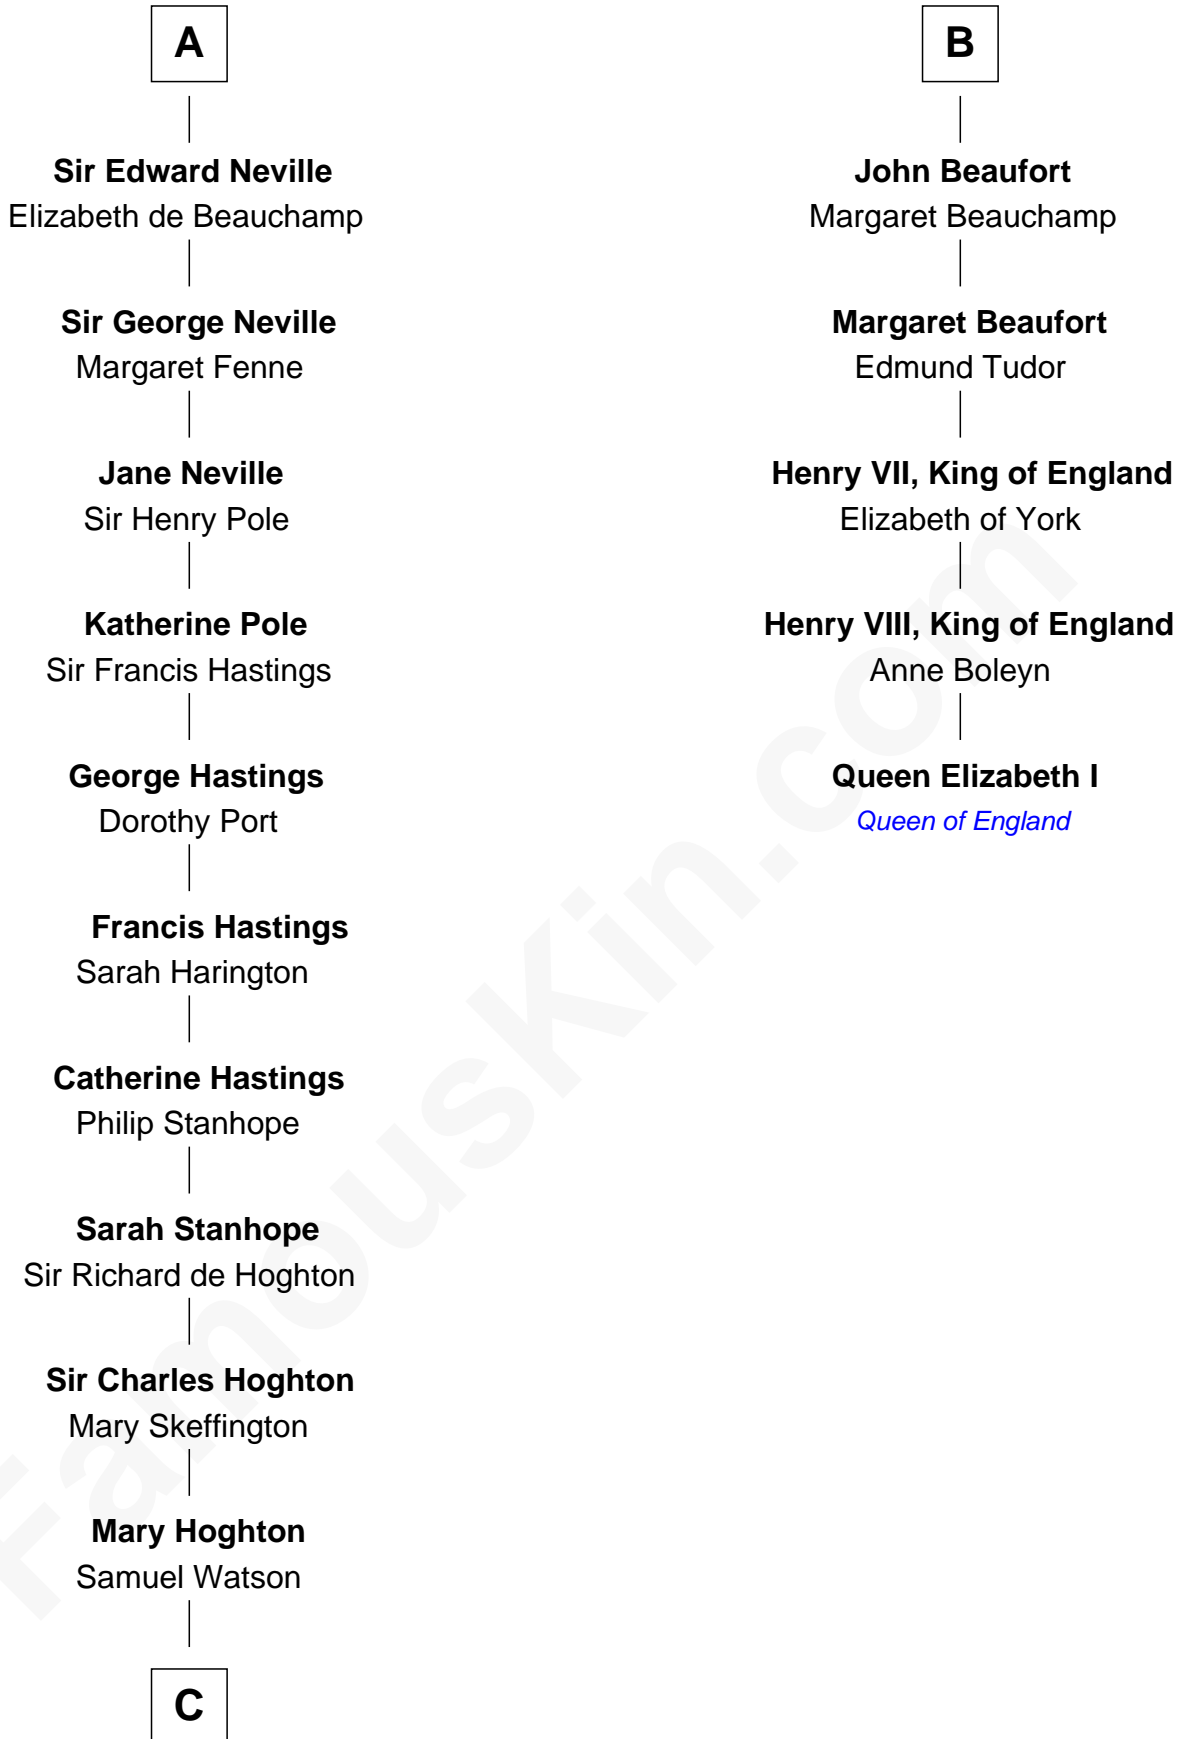 A
Sir Edward Neville
Elizabeth de Beauchamp
Sir George Neville
Margaret Fenne
Jane Neville
Sir Henry Pole
Katherine Pole
Sir Francis Hastings
George Hastings
Dorothy Port
Francis Hastings
Sarah Harington
Catherine Hastings
Philip Stanhope
Sarah Stanhope
Sir Richard de Hoghton
Sir Charles Hoghton
Mary Skeffington
Mary Hoghton
Samuel Watson
C
B
John Beaufort
Margaret Beauchamp
Margaret Beaufort
Edmund Tudor
Henry VII, King of England
Elizabeth of York
Henry VIII, King of England
Anne Boleyn
Queen Elizabeth I
Queen of England
FamousKin.com